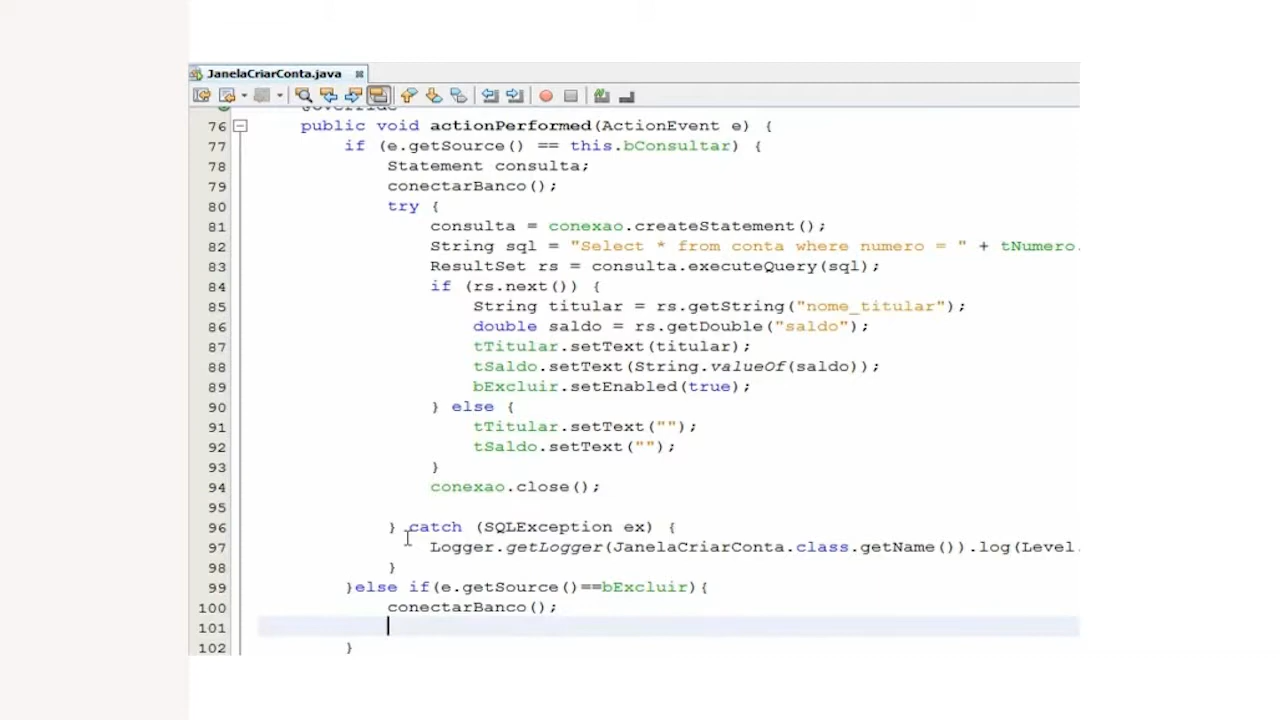 JanelaCriarConta.java
@Override
76 public void actionPerformed(ActionEvent e) {
77 if (e.getSource() == this.bConsultar) {
78 Statement consulta;
79 conectarBanco();
80 try {
81 consulta = conexao.createStatement();
82 String sql = "Select * from conta where numero = " + tNumero.
83 ResultSet rs = consulta.executeQuery(sql);
84 if (rs.next()) {
85 String titular = rs.getString("nome_titular");
86 double saldo = rs.getDouble("saldo");
87 tTitular.setText(titular);
88 tSaldo.setText(String.valueOf(saldo));
89 bExcluir.setEnabled(true);
90 } else {
91 tTitular.setText("");
92 tSaldo.setText("");
93 }
94 conexao.close();
95
96 } catch (SQLException ex) {
97 Logger.getLogger(JanelaCriarConta.class.getName()).log(Level.
98 }
99 }else if(e.getSource()==bExcluir){
100 conectarBanco();
101
102 }